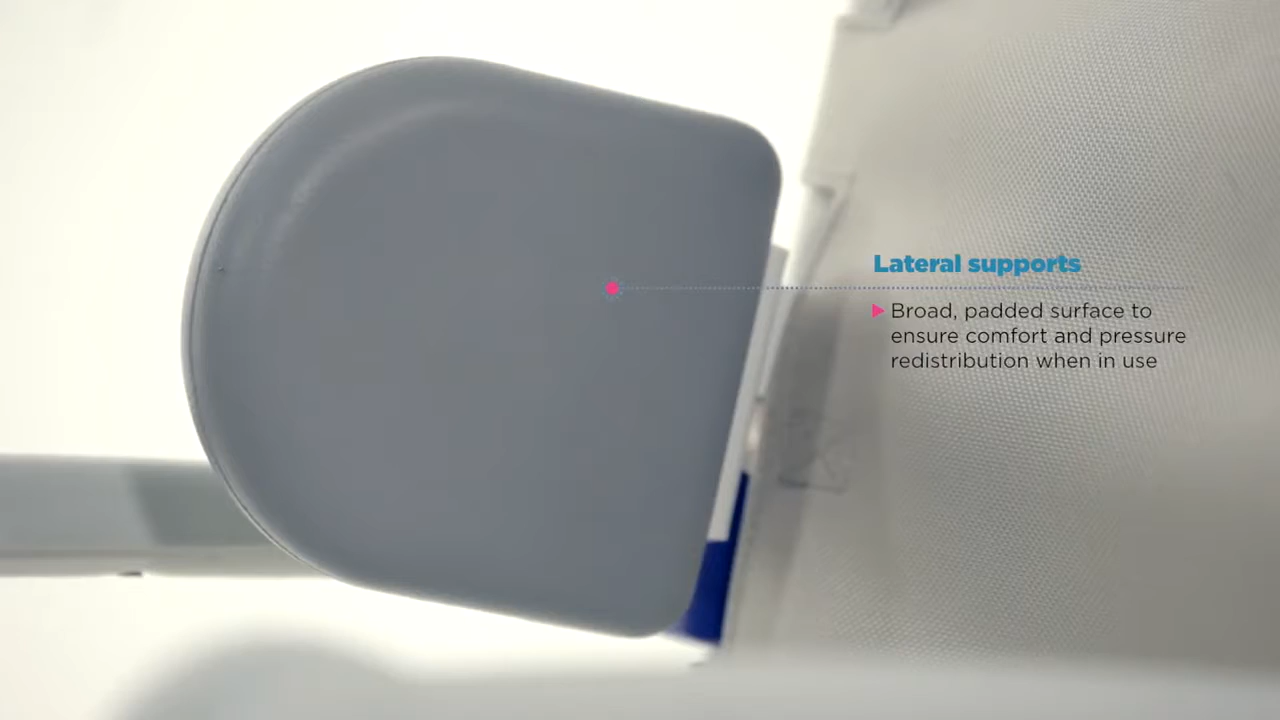 Lateral supports
Broad, padded surface to
ensure comfort and pressure
redistribution when in use